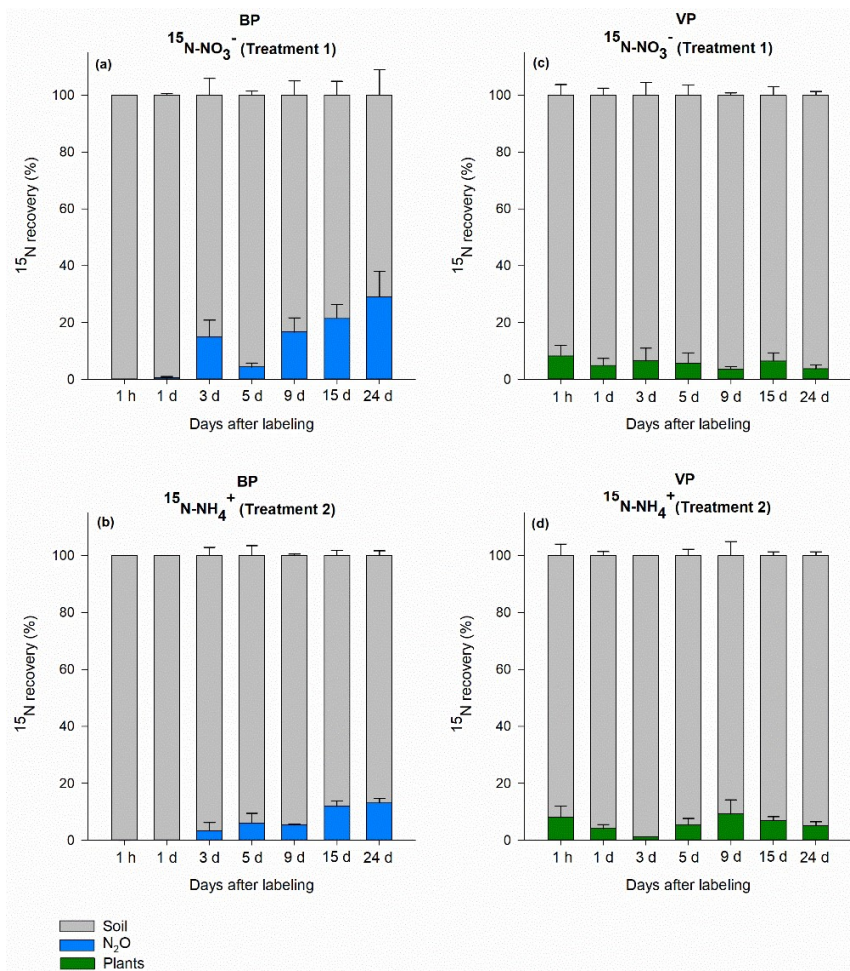 BP
¹⁵N-NO₃⁻ (Treatment 1)
(a)
100
80
60
40
20
0
¹⁵N recovery (%)
1 h 1 d 3 d 5 d 9 d 15 d 24 d
Days after labeling
VP
¹⁵N-NO₃⁻ (Treatment 1)
(c)
100
80
60
40
20
0
¹⁵N recovery (%)
1 h 1 d 3 d 5 d 9 d 15 d 24 d
Days after labeling
BP
¹⁵N-NH₄⁺ (Treatment 2)
(b)
100
80
60
40
20
0
¹⁵N recovery (%)
1 h 1 d 3 d 5 d 9 d 15 d 24 d
Days after labeling
VP
¹⁵N-NH₄⁺ (Treatment 2)
(d)
100
80
60
40
20
0
¹⁵N recovery (%)
1 h 1 d 3 d 5 d 9 d 15 d 24 d
Days after labeling
Soil
N₂O
Plants